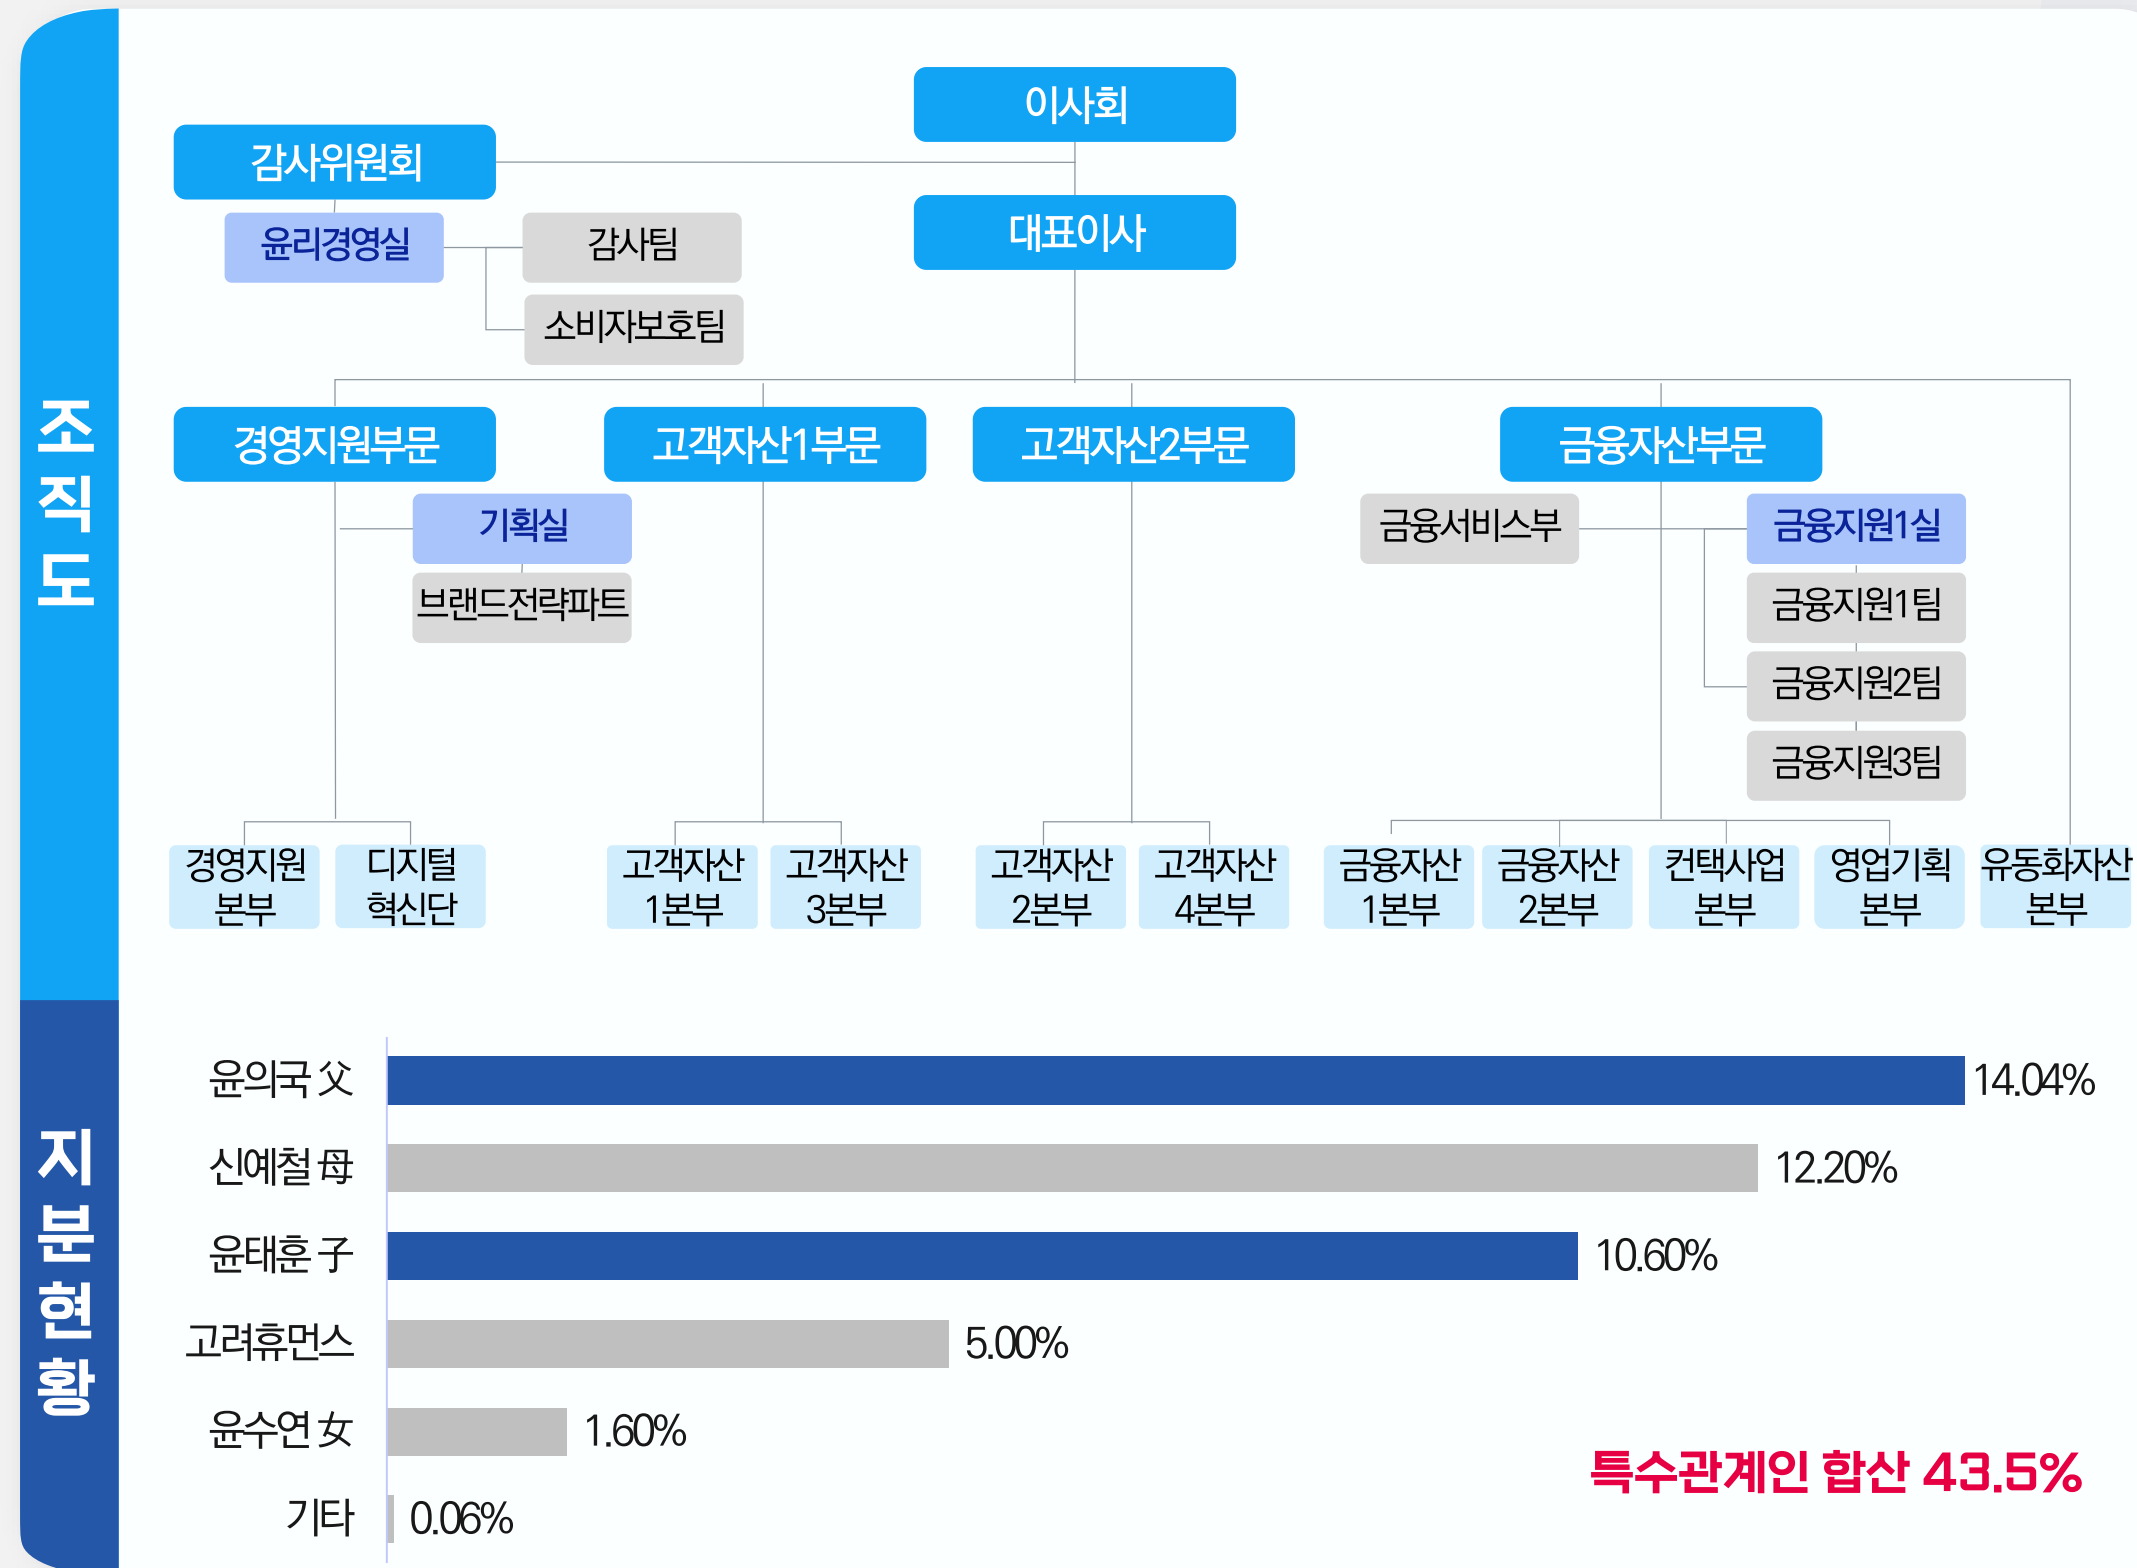 조직도
이사회
감사위원회
대표이사
윤리경영실
감사팀
소비자보호팀
경영지원부문
고객자산1부문
고객자산2부문
금융자산부문
기획실
브랜드전략파트
금융서비스부
금융지원1실
금융지원1팀
금융지원2팀
금융지원3팀
경영지원
본부
디지털
혁신단
고객자산
1본부
고객자산
3본부
고객자산
2본부
고객자산
4본부
금융자산
1본부
금융자산
2본부
컨택사업
본부
영업기획
본부
유동화자산
본부
지분현황
윤의국 父 14.04%
신예철 母 12.20%
윤태훈 子 10.60%
고려휴먼스 5.00%
윤수연 女 1.60%
기타 0.06%
특수관계인 합산 43.5%